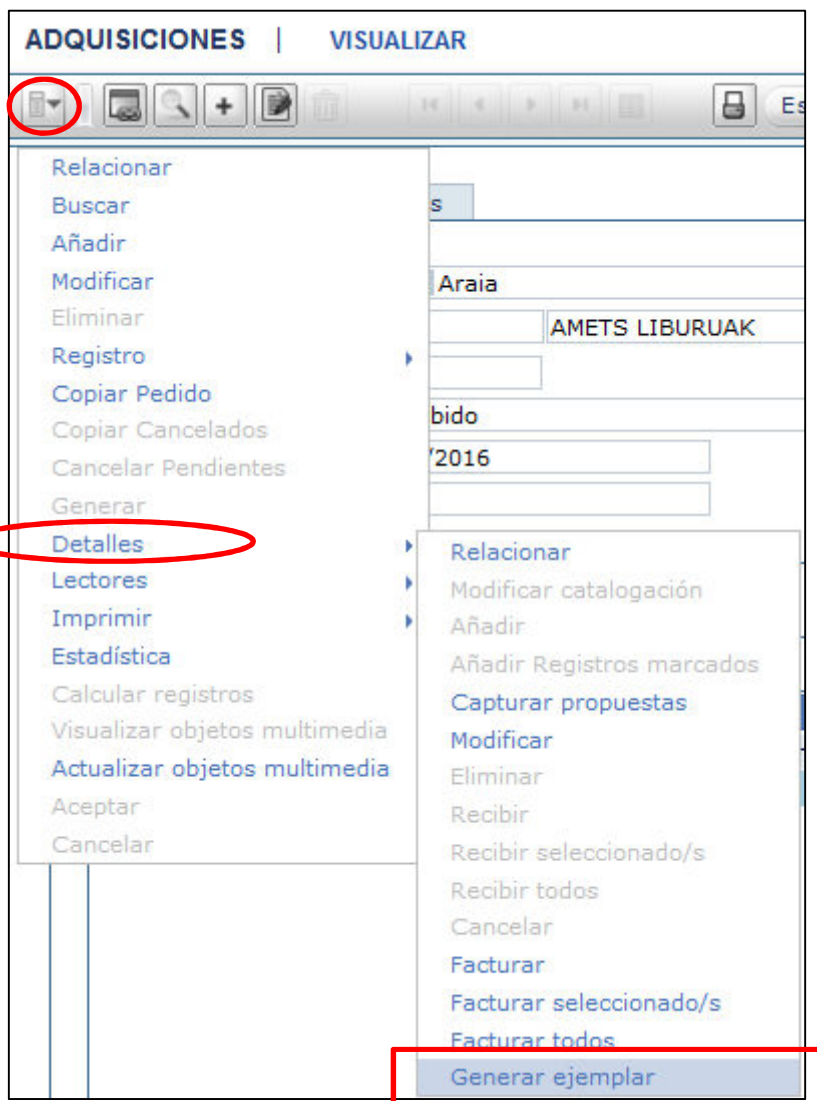 ADQUISICIONES | VISUALIZAR
Es
Relacionar
Buscar
Añadir
Modificar
Eliminar
Registro
Copiar Pedido
Copiar Cancelados
Cancelar Pendientes
Generar
Detalles
Lectores
Imprimir
Estadística
Calcular registros
Visualizar objetos multimedia
Actualizar objetos multimedia
Aceptar
Cancelar
s
Araia
AMETS LIBURUAK
bido
/2016
Relacionar
Modificar catalogación
Añadir
Añadir Registros marcados
Capturar propuestas
Modificar
Eliminar
Recibir
Recibir seleccionado/s
Recibir todos
Cancelar
Facturar
Facturar seleccionado/s
Facturar todos
Generar ejemplar